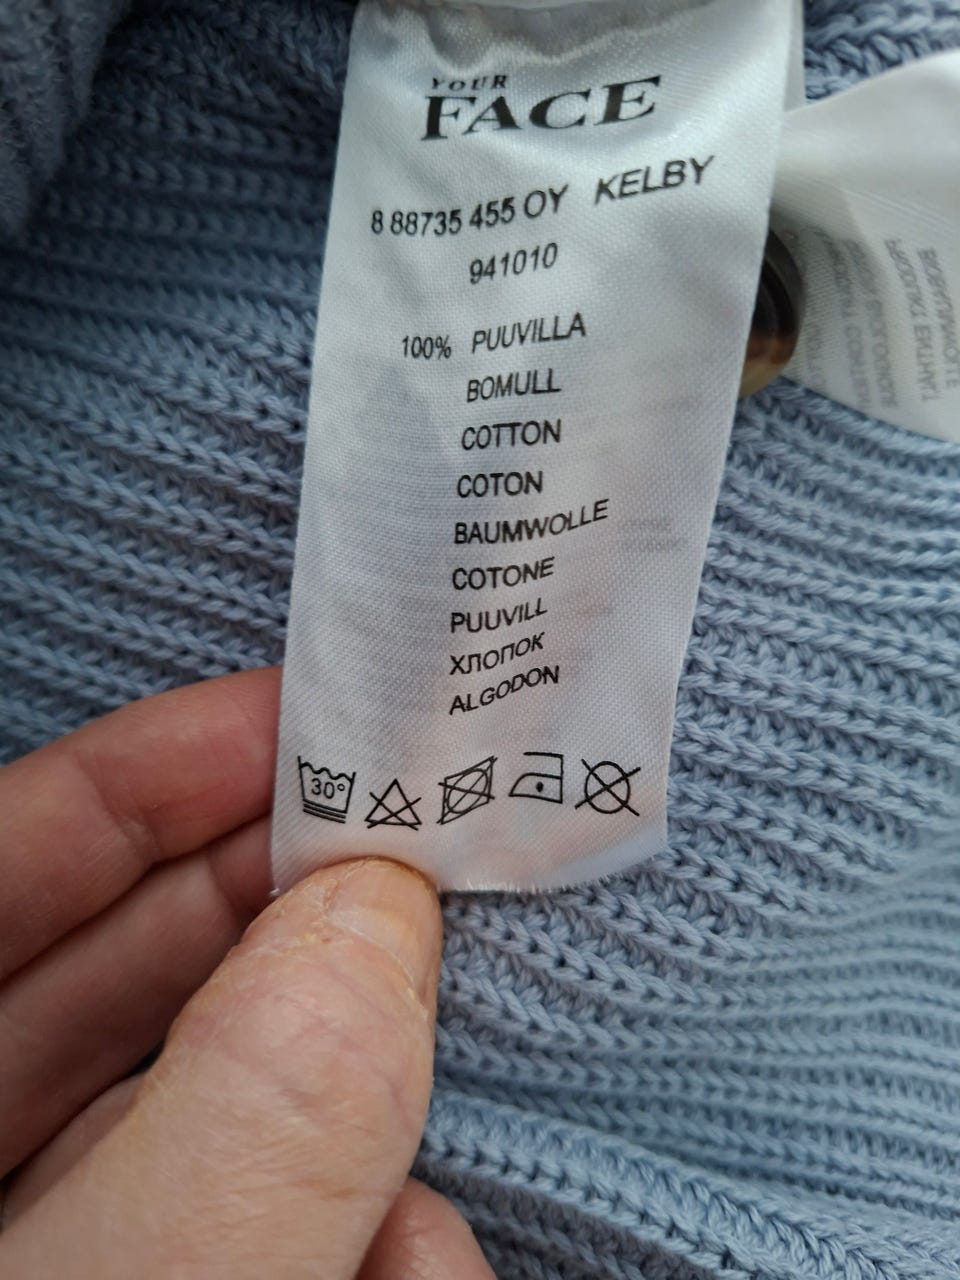 YOUR
FACE
8 88735 455 OY KELBY
941010
100% PUUVILLA
BOMULL
COTTON
COTON
BAUMWOLLE
COTONE
PUUVILL
ХЛОПОК
ALGODON
30°